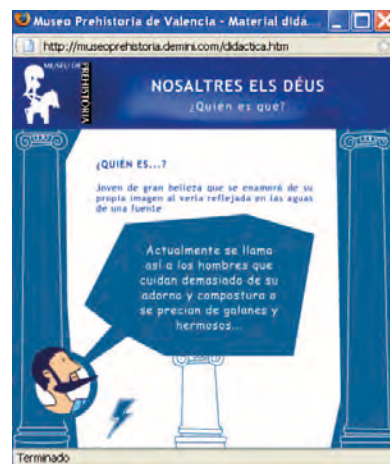 Museo Prehistoria de Valencia - Material dida...
http://museoprehistoria.demini.com/didactica.htm
MUSEU DE
PREHISTÒRIA
NOSALTRES ELS DÉUS
¿Quién es qué?
¿QUIÉN ES...?
Joven de gran belleza que se enamoró de su
propia imagen al verla reflejada en las aguas
de una fuente
Actualmente se llama
así a los hombres que
cuidan demasiado de su
adorno y compostura o
se precian de galanes y
hermosos...
Terminado